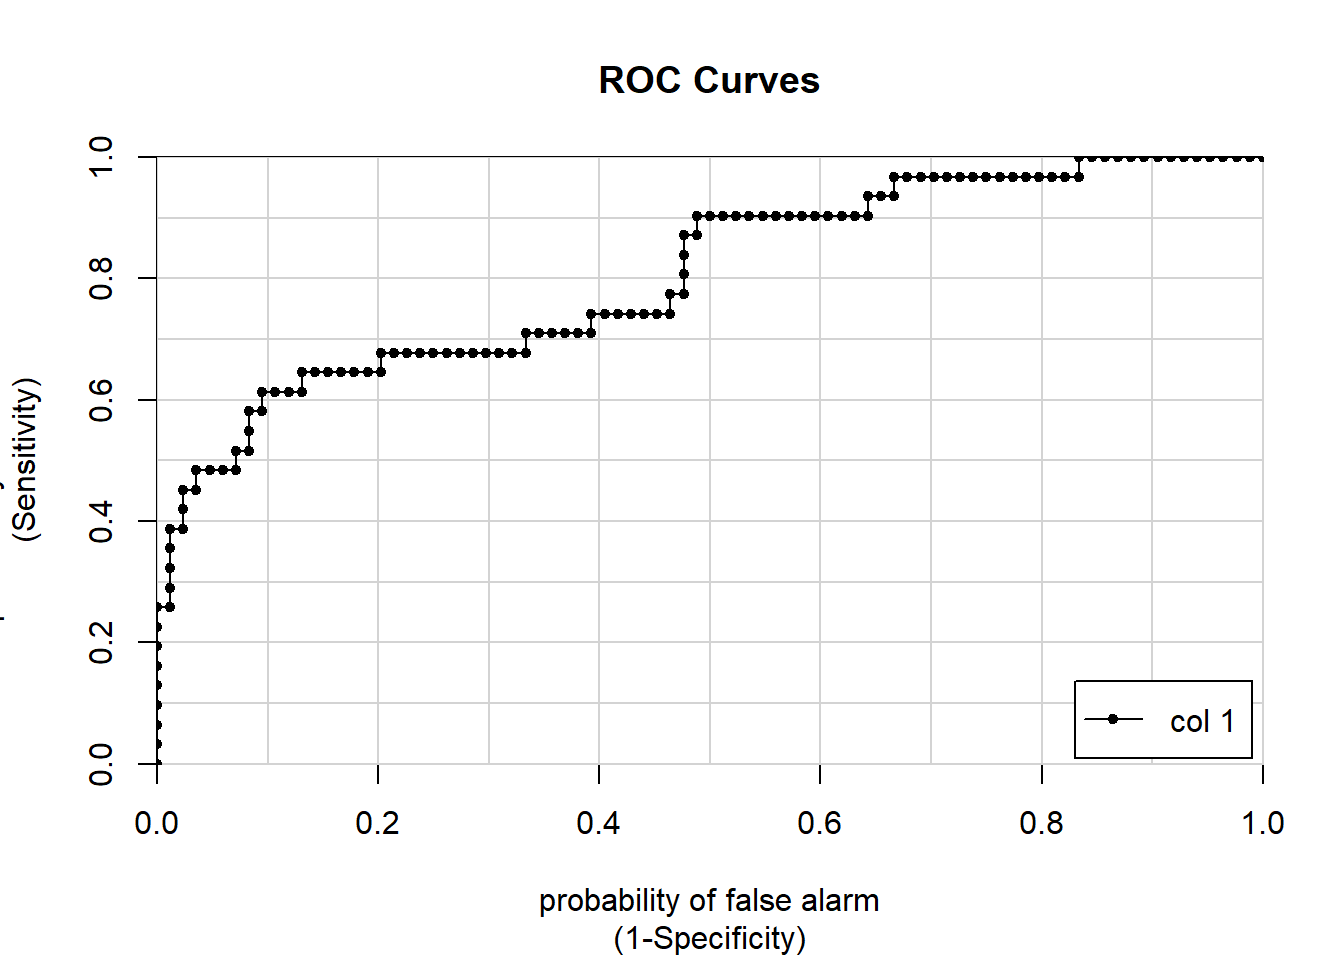 ROC Curves
(Sensitivity)
1.0
0.8
0.6
0.4
0.2
0.0
col 1
0.0 0.2 0.4 0.6 0.8 1.0
probability of false alarm
(1-Specificity)